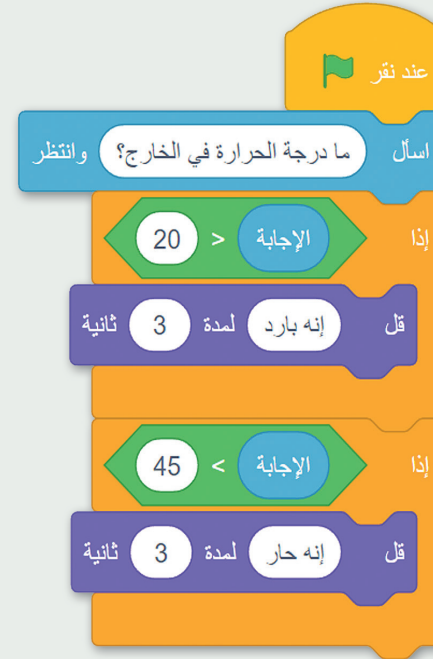 عند نقر
اسأل ما درجة الحرارة في الخارج؟ وانتظر
إذا الإجابة < 20
قل إنه بارد لمدة 3 ثانية
إذا الإجابة > 45
قل إنه حار لمدة 3 ثانية